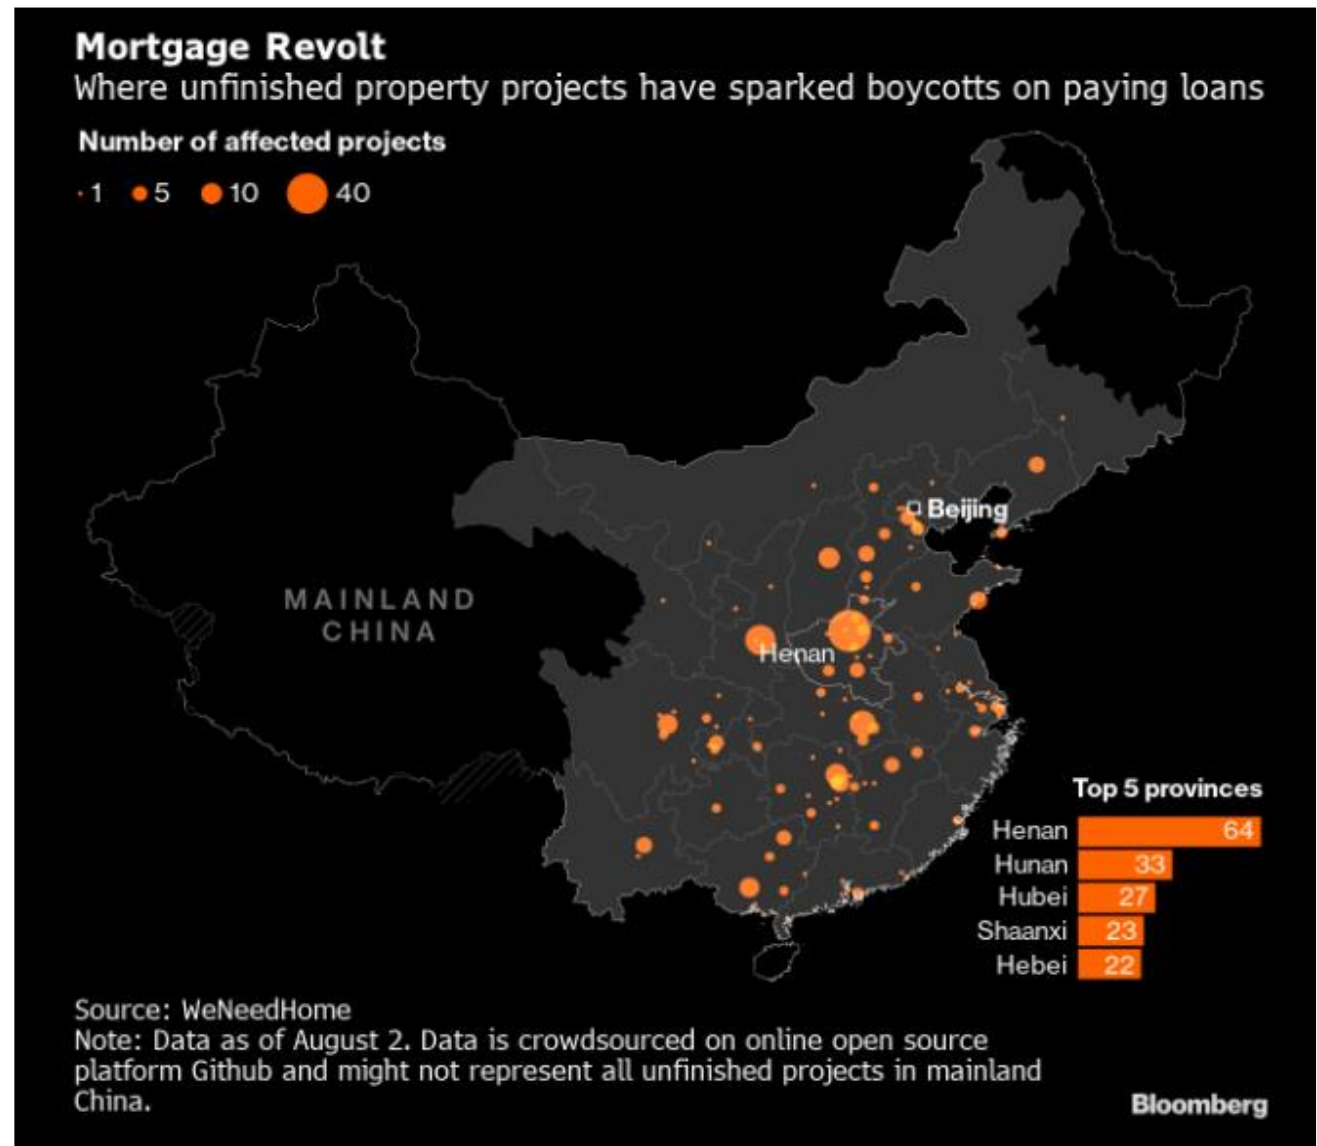 Mortgage Revolt
Where unfinished property projects have sparked boycotts on paying loans
Number of affected projects
1 5 10 40
Beijing
MAINLAND
CHINA
Henan
Top 5 provinces
Henan 64
Hunan 33
Hubei 27
Shaanxi 23
Hebei 22
Source: WeNeedHome
Note: Data as of August 2. Data is crowdsourced on online open source
platform Github and might not represent all unfinished projects in mainland
China.
Bloomberg